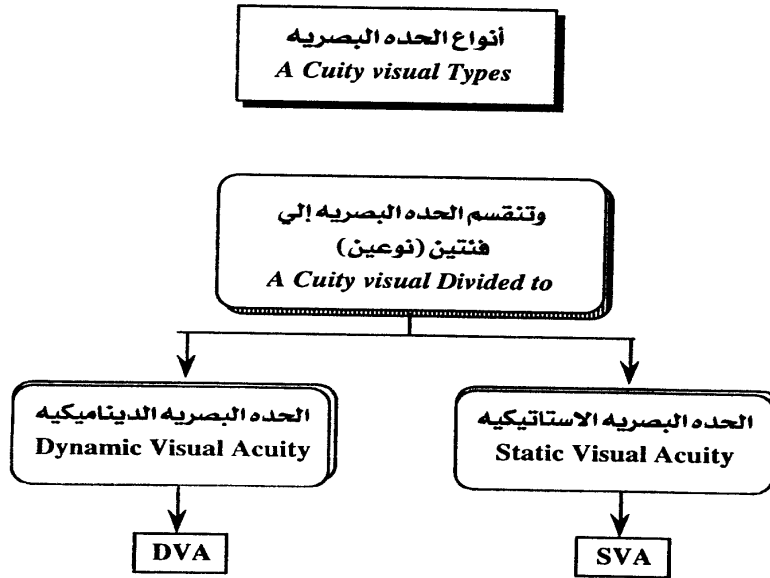 أنواع الحده البصريه
A Cuity visual Types
وتنقسم الحده البصريه إلي
فئتين (نوعين)
A Cuity visual Divided to
الحده البصريه الاستاتيكيه
Static Visual Acuity
SVA
الحده البصريه الديناميكيه
Dynamic Visual Acuity
DVA